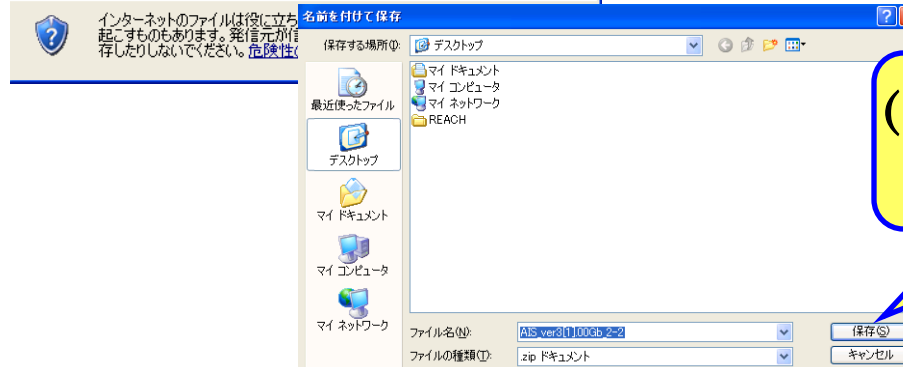 インターネットのファイルは役に立ち
起こすものもあります。発信元が信
存したりしないでください。危険性の
名前を付けて保存
保存する場所(I):
デスクトップ
最近使ったファイル
デスクトップ
マイ ドキュメント
マイ コンピュータ
マイ ネットワーク
マイ ドキュメント
マイ コンピュータ
マイ ネットワーク
REACH
(
ファイル名(N):
AIS_ver3[1].00Gb_2-2
保存(S)
ファイルの種類(T):
.zip ドキュメント
キャンセル